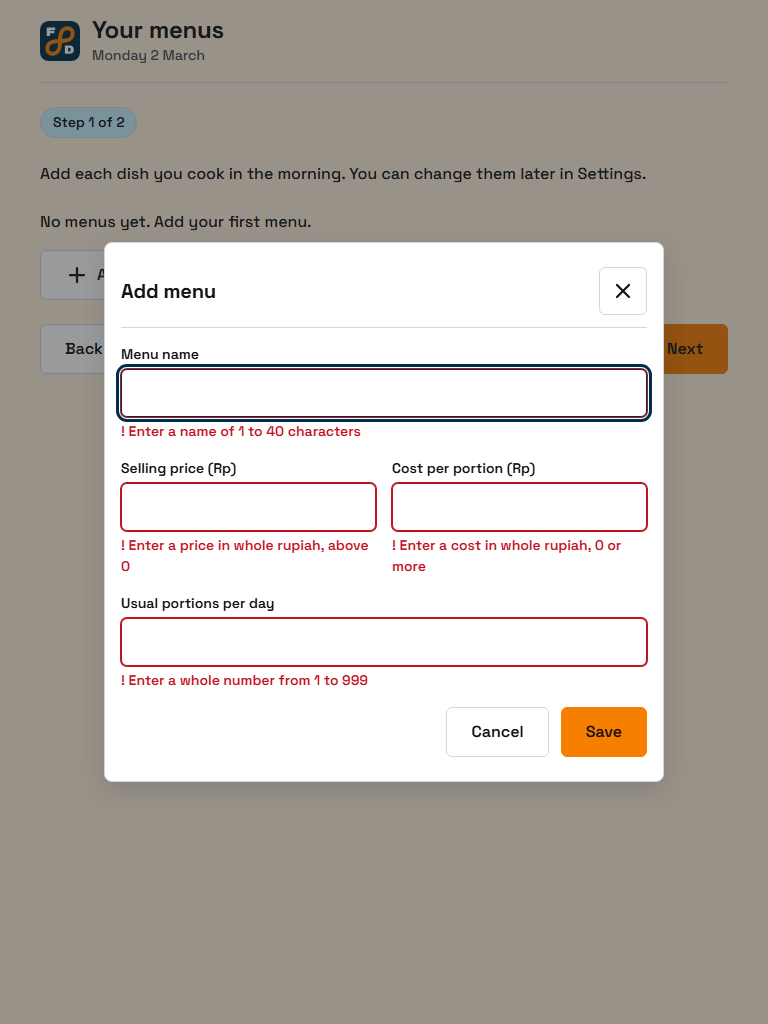 F
D
Your menus
Monday 2 March
Step 1 of 2
Add each dish you cook in the morning. You can change them later in Settings.
No menus yet. Add your first menu.
Add menu
Back
Next
Menu name
! Enter a name of 1 to 40 characters
Selling price (Rp)
Cost per portion (Rp)
! Enter a price in whole rupiah, above
0
! Enter a cost in whole rupiah, 0 or
more
Usual portions per day
! Enter a whole number from 1 to 999
Cancel
Save